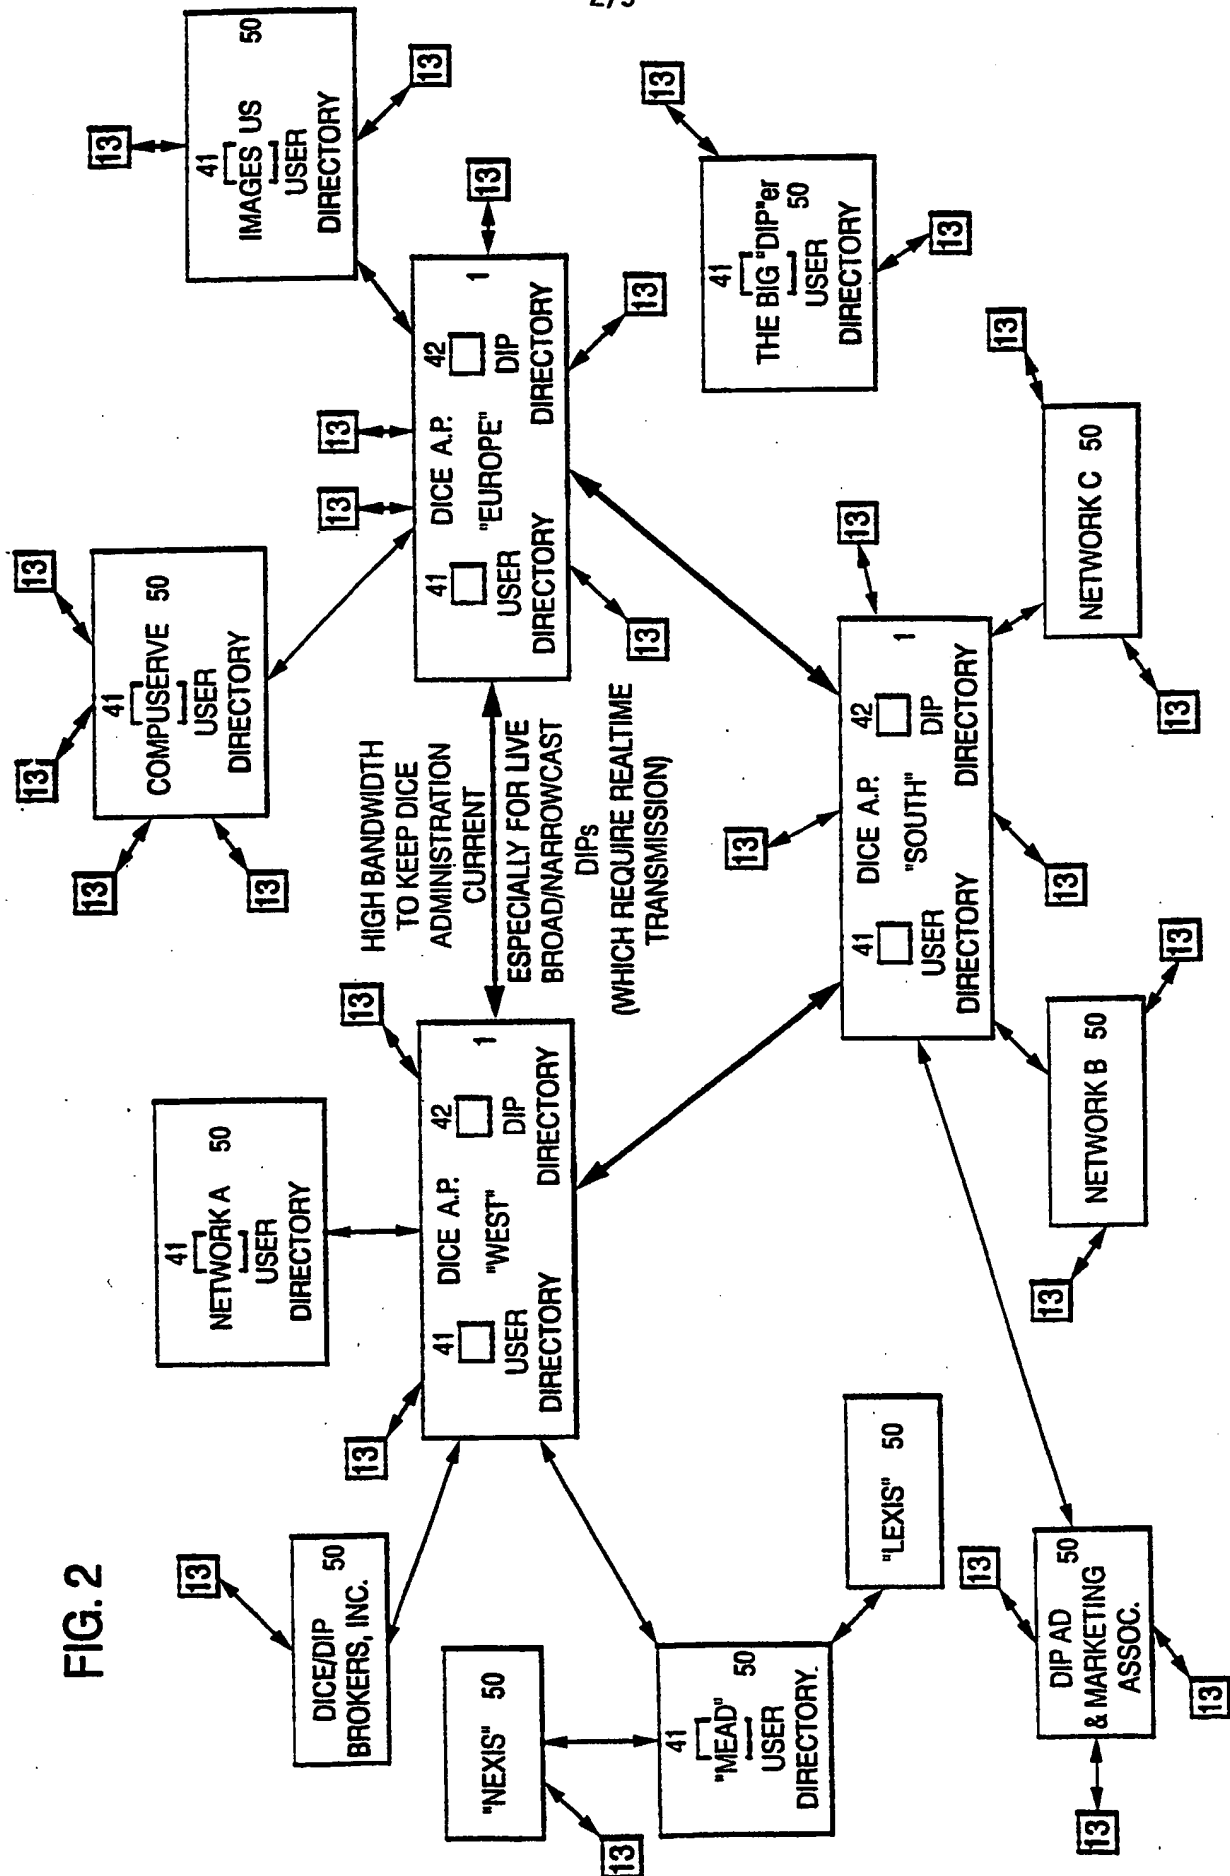 FIG. 2
13
DICE/DIP
50
BROKERS, INC.
41
NETWORK A 50
USER
DIRECTORY
13
13
13
13
41
COMPUSERVE 50
USER
DIRECTORY
13
13
41
IMAGES US 50
USER
DIRECTORY
13
13
DICE A.P.
"WEST"
41
USER
DIRECTORY
42
DIP
DIRECTORY
1
HIGH BANDWIDTH
TO KEEP DICE
ADMINISTRATION
CURRENT
ESPECIALLY FOR LIVE
BROAD/NARROWCAST
DIPs
(WHICH REQUIRE REALTIME
TRANSMISSION)
13
13
13
13
13
DICE A.P.
"EUROPE"
41
USER
DIRECTORY
42
DIP
DIRECTORY
1
"NEXIS" 50
13
41
"MEAD" 50
USER
DIRECTORY.
"LEXIS" 50
13
13
13
DICE A.P.
"SOUTH"
41
USER
DIRECTORY
42
DIP
DIRECTORY
1
13
13
41
THE BIG "DIP"er
50
USER
DIRECTORY
13
13
13
DIP AD 50
& MARKETING
ASSOC.
13
13
NETWORK B 50
13
13
NETWORK C 50
13